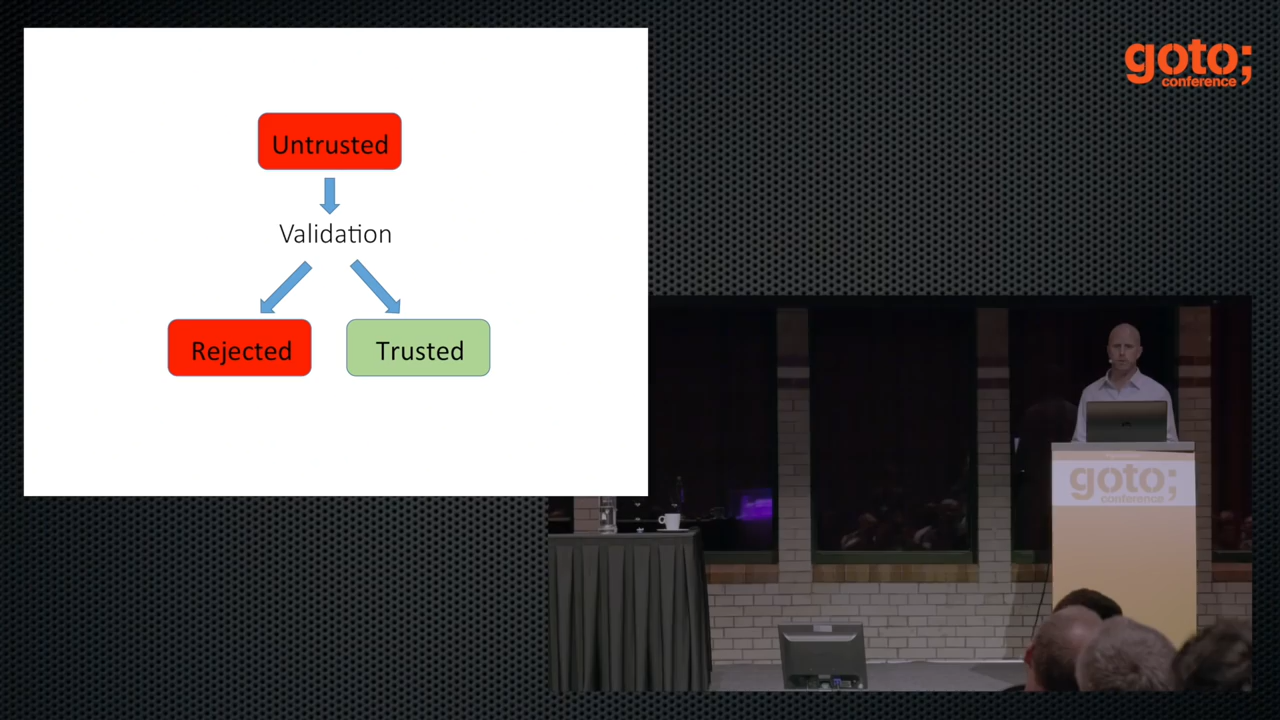 Untrusted
Validation
Rejected
Trusted
goto;
conference
goto;
conference